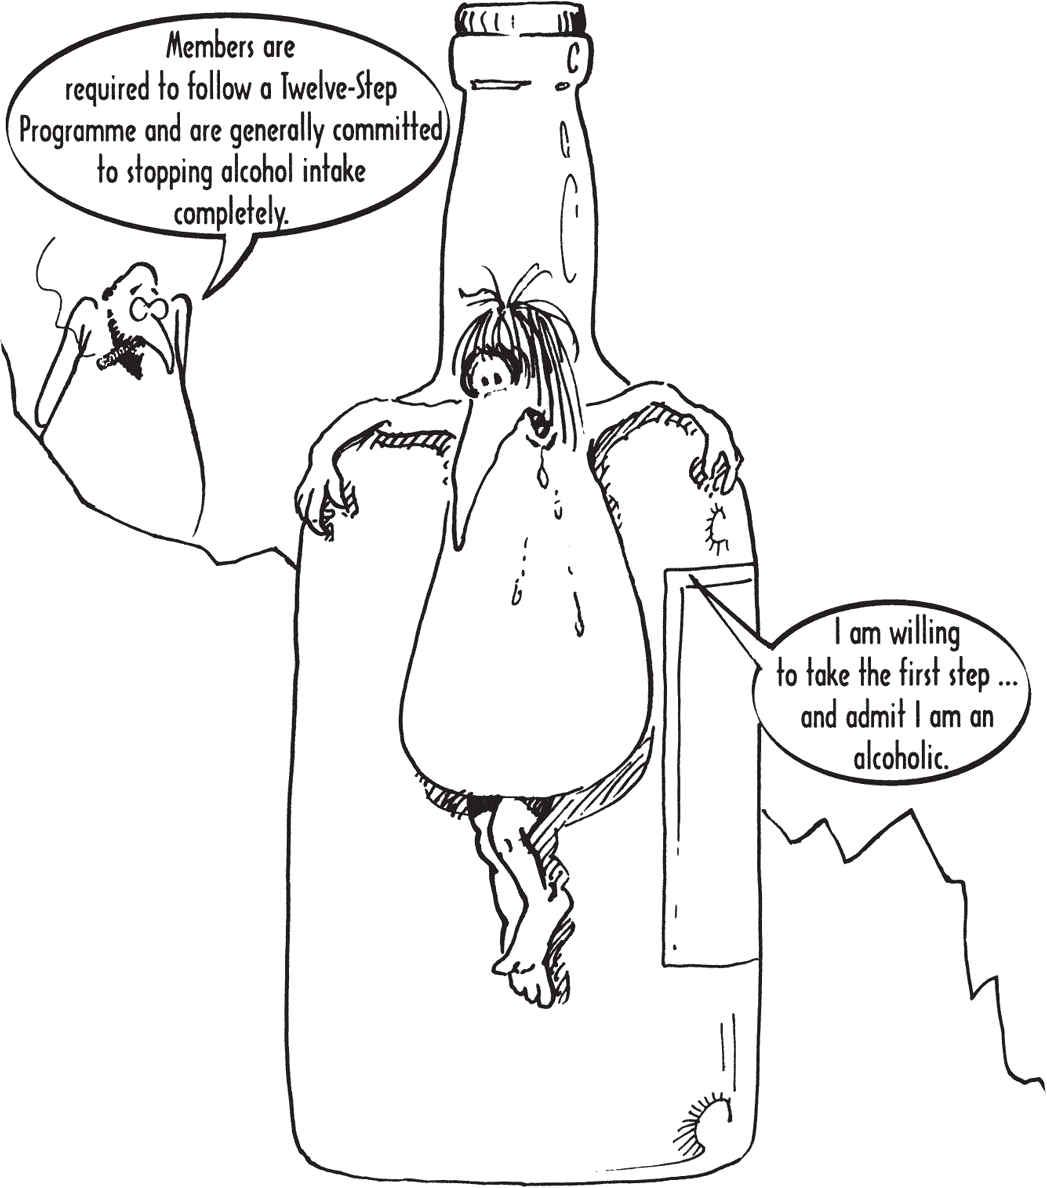 Members are
required to follow a Twelve-Step
Programme and are generally committed
to stopping alcohol intake
completely.
I am willing
to take the first step ...
and admit I am an
alcoholic.